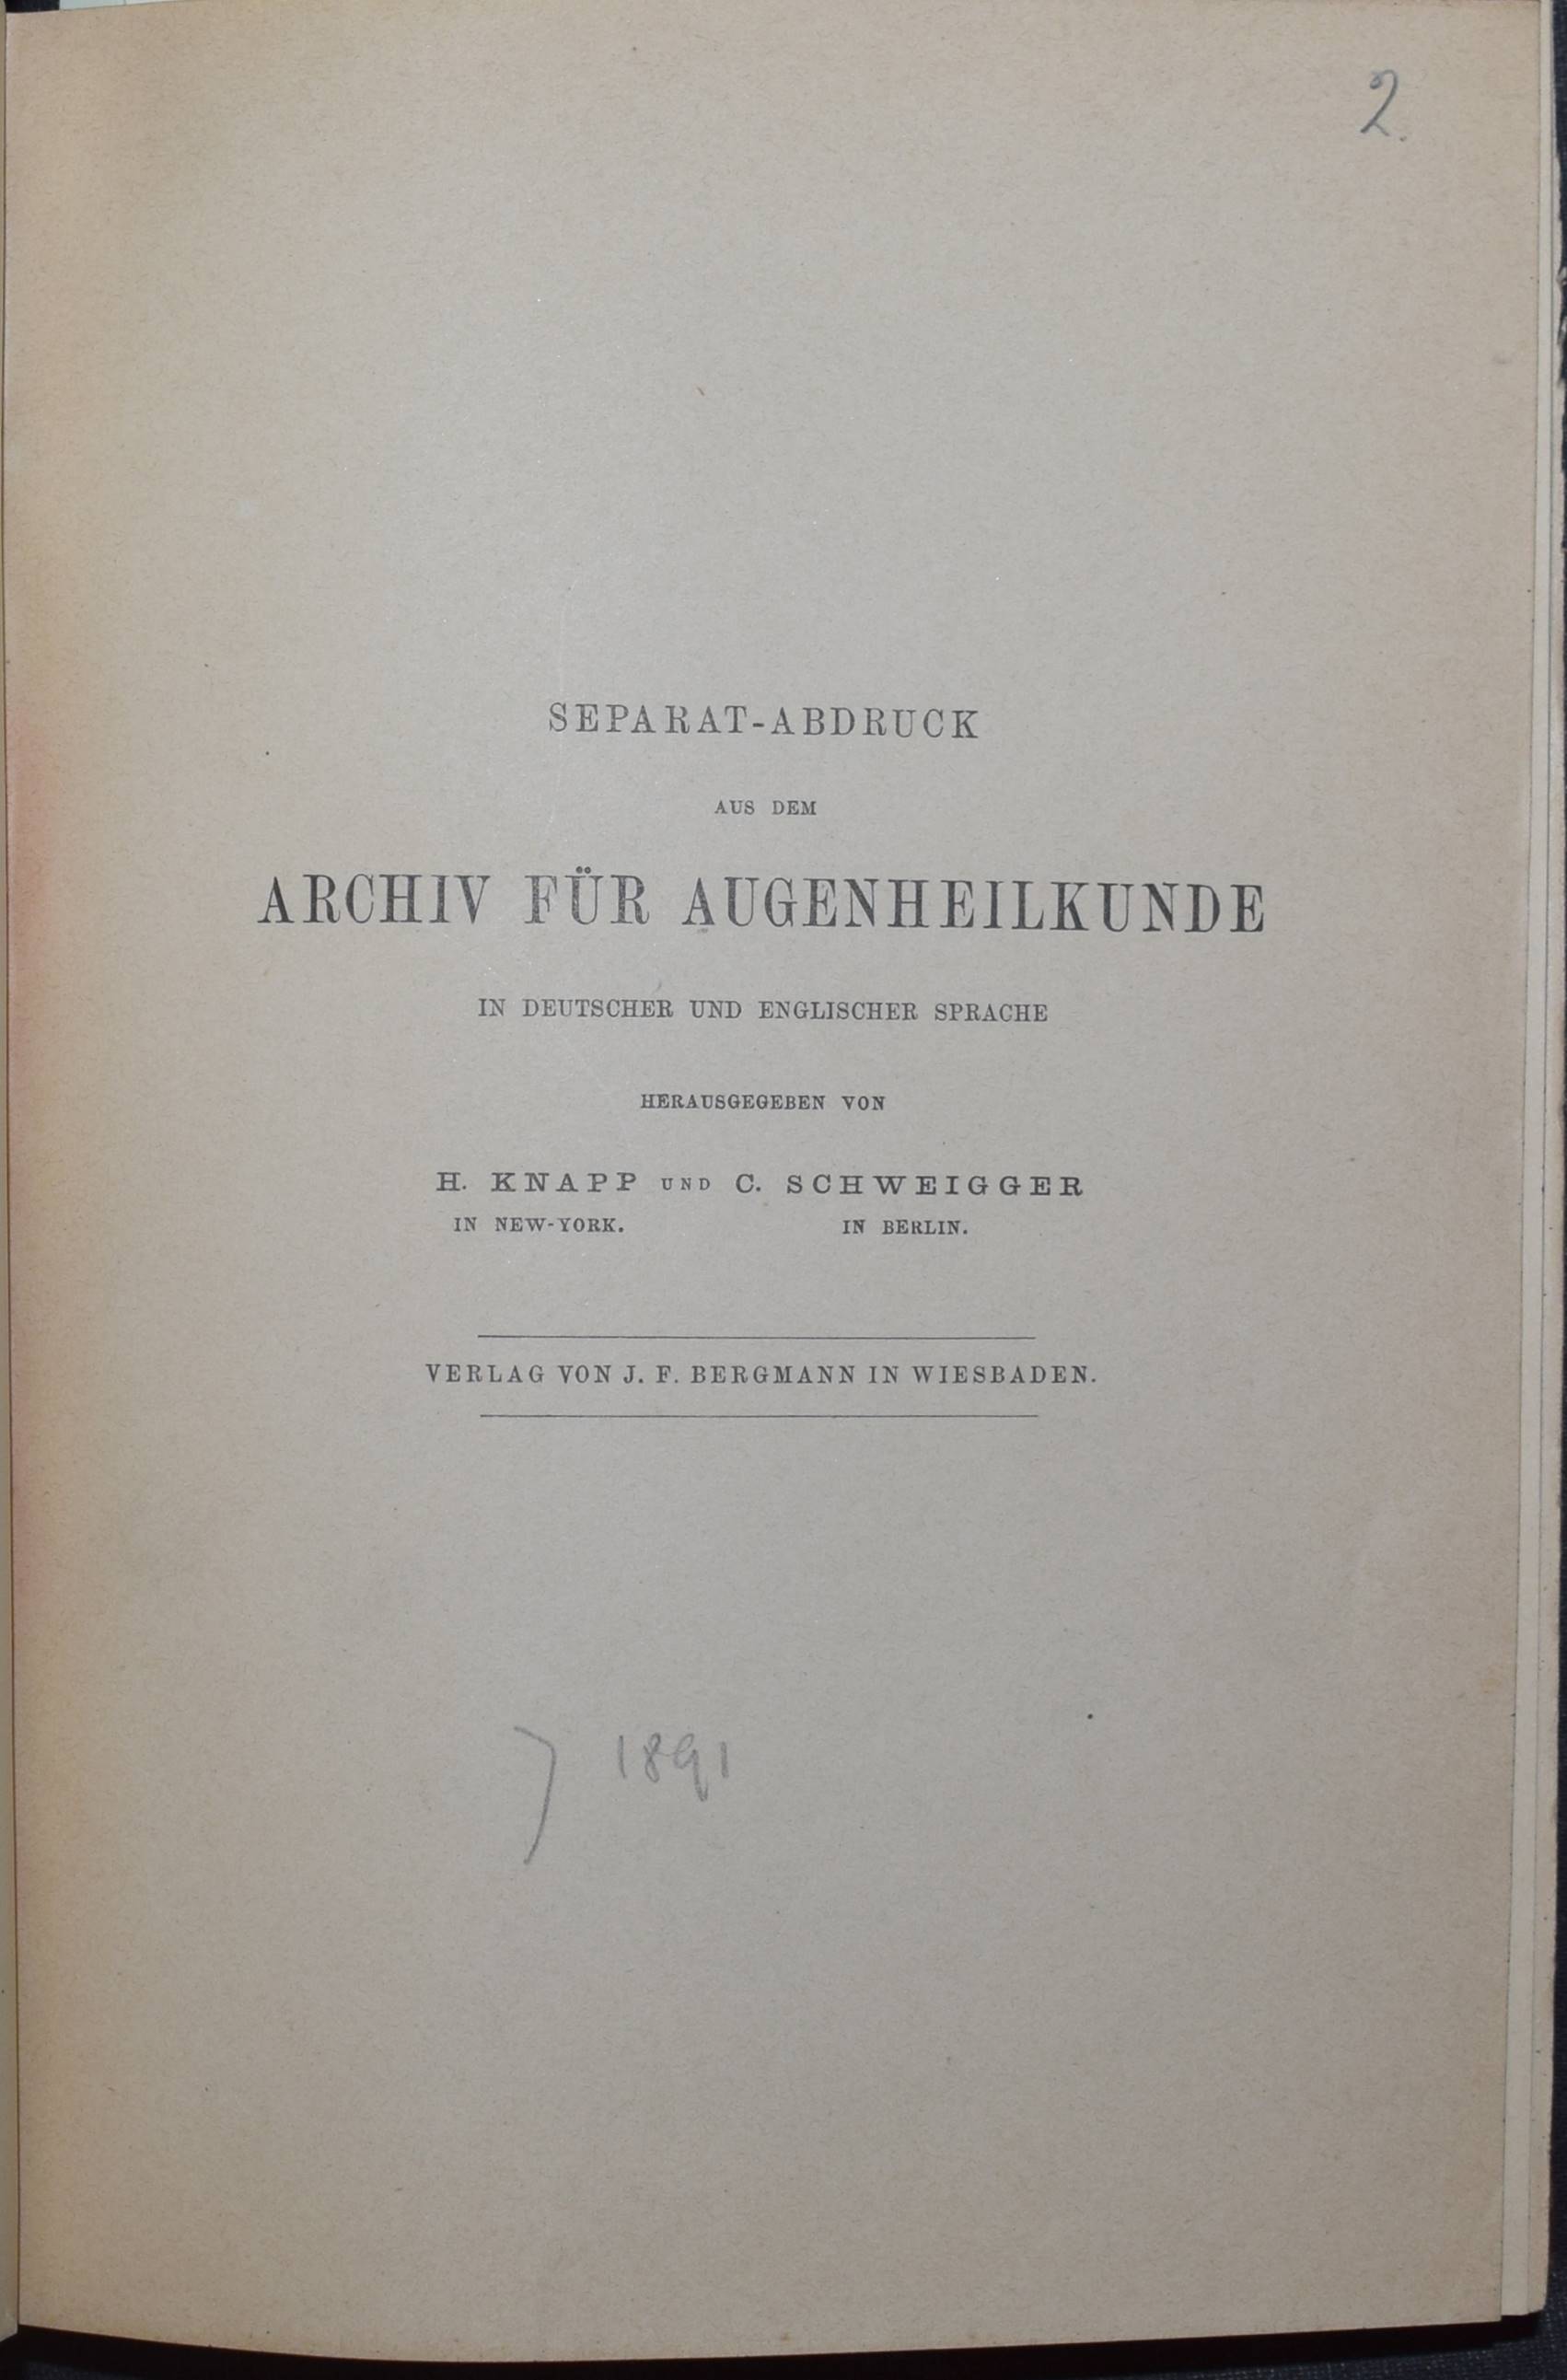 2.
SEPARAT-ABDRUCK
AUS DEM
ARCHIV FÜR AUGENHEILKUNDE
IN DEUTSCHER UND ENGLISCHER SPRACHE
HERAUSGEGEBEN VON
H. KNAPP UND C. SCHWEIGGER
IN NEW-YORK. IN BERLIN.
VERLAG VON J. F. BERGMANN IN WIESBADEN.
1891